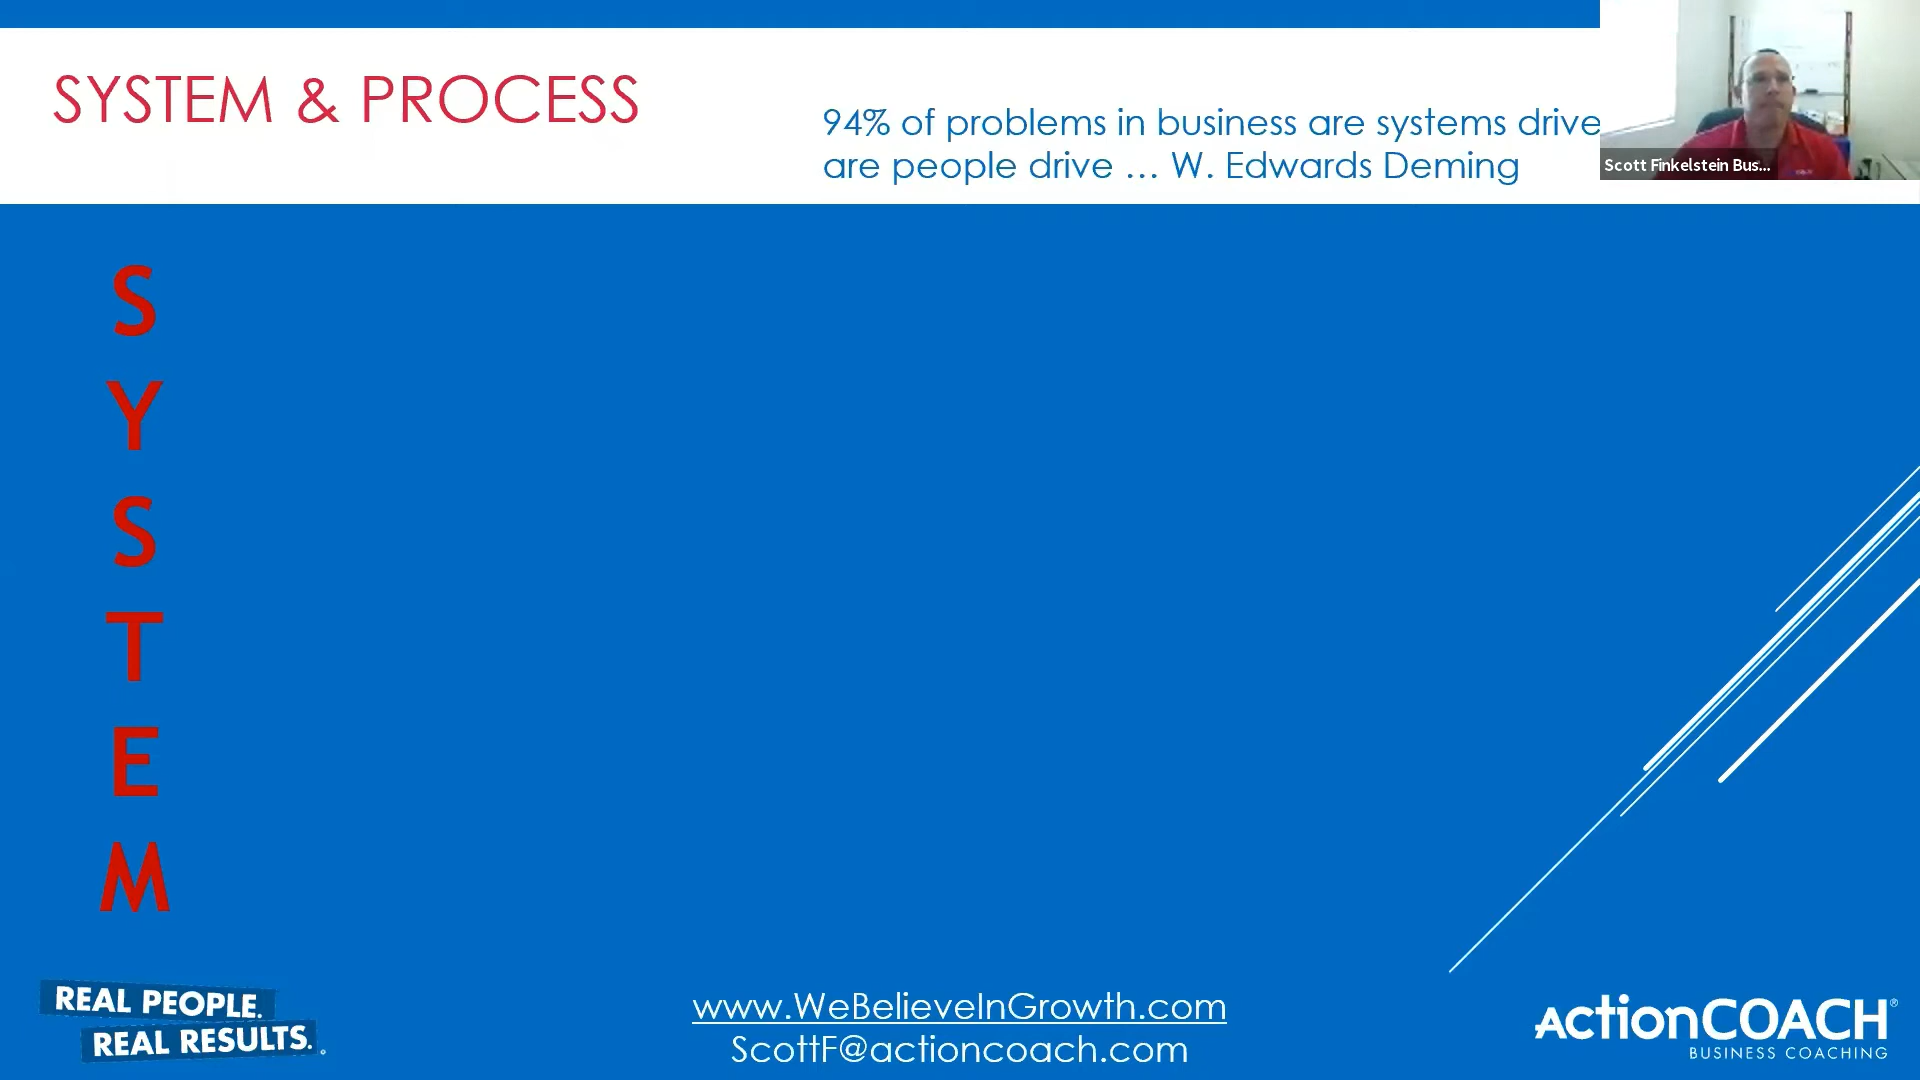 SYSTEM & PROCESS
94% of problems in business are systems drive
are people drive … W. Edwards Deming
Scott Finkelstein Bus...
S
Y
S
T
E
M
REAL PEOPLE.
REAL RESULTS.
www.WeBelieveInGrowth.com
ScottF@actioncoach.com
ActionCOACH®
BUSINESS COACHING